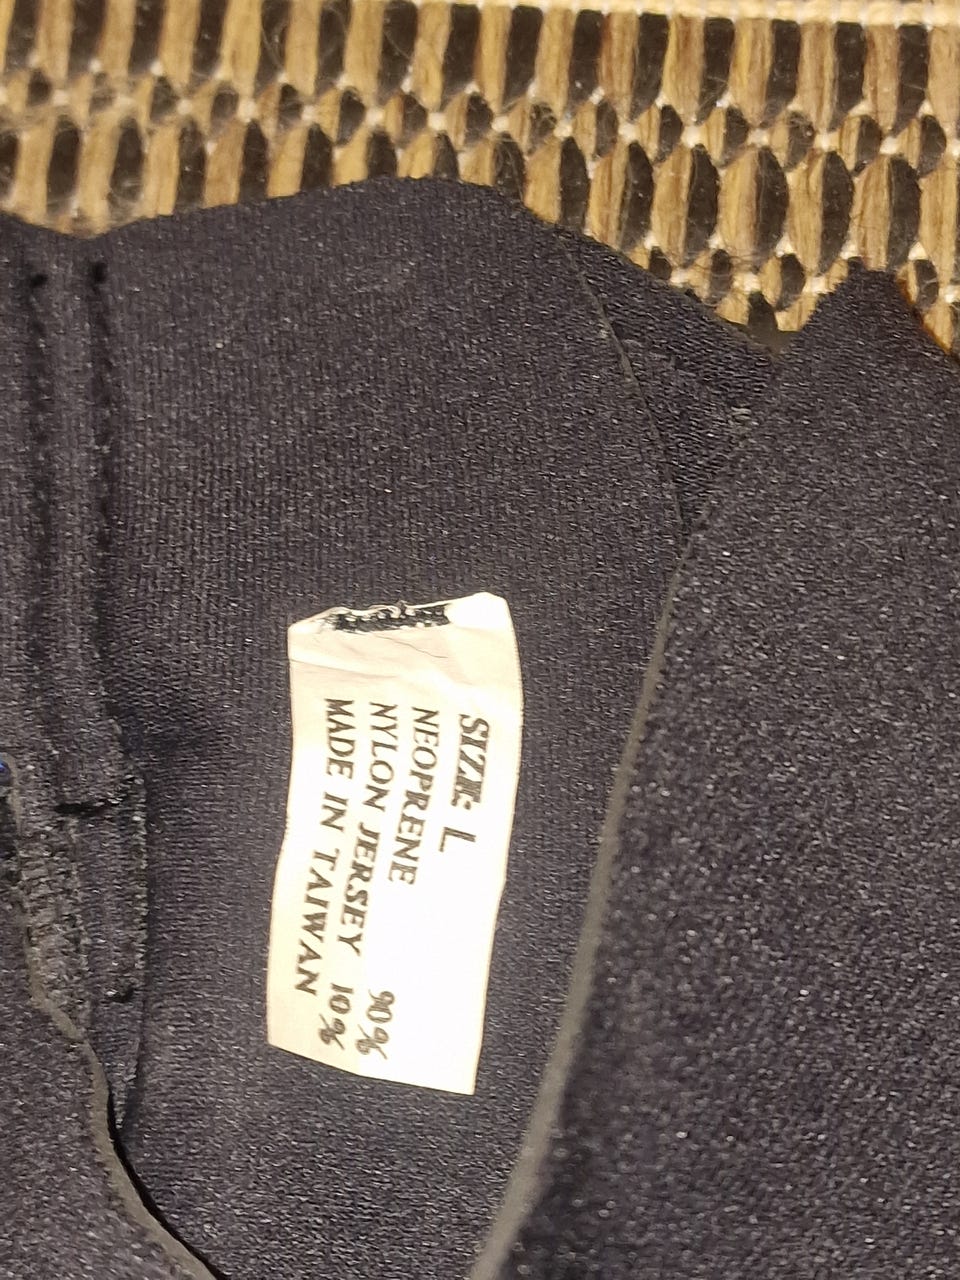 SIZE: L
NEOPRENE 90%
NYLON JERSEY 10%
MADE IN TAIWAN